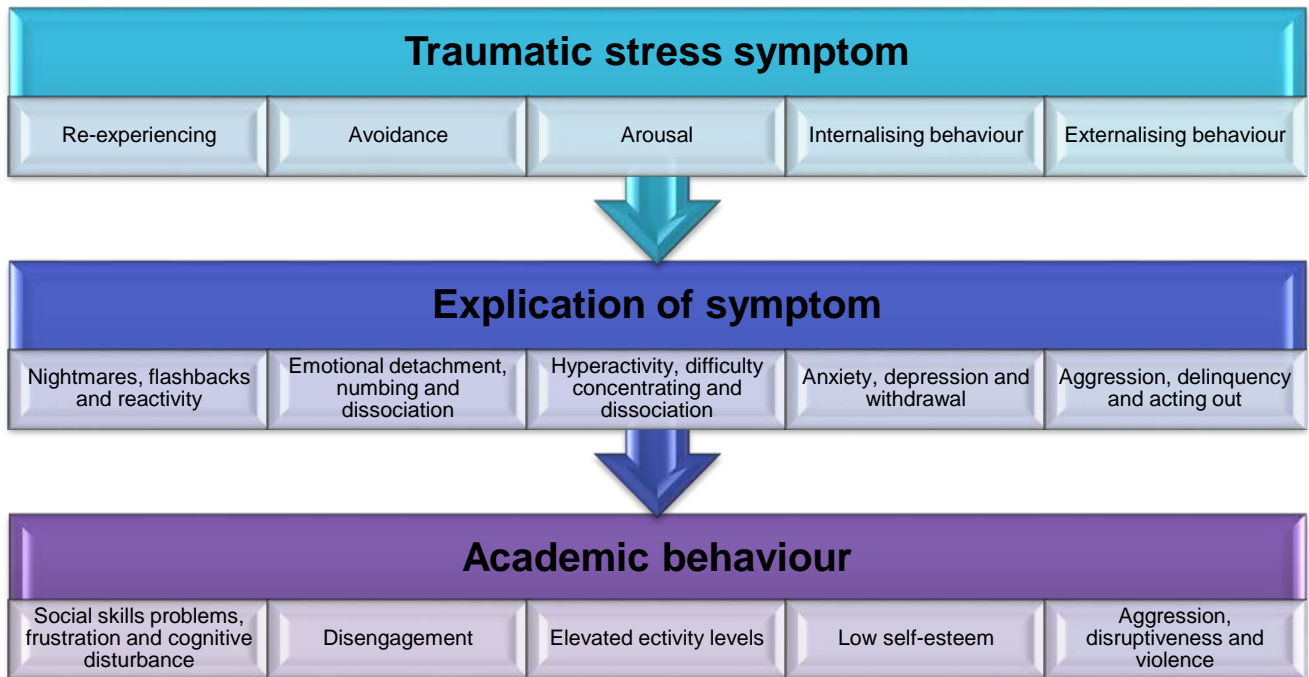 Traumatic stress symptom
Re-experiencing
Avoidance
Arousal
Internalising behaviour
Externalising behaviour
Explication of symptom
Nightmares, flashbacks
and reactivity
Emotional detachment,
numbing and
dissociation
Hyperactivity, difficulty
concentrating and
dissociation
Anxiety, depression and
withdrawal
Aggression, delinquency
and acting out
Academic behaviour
Social skills problems,
frustration and cognitive
disturbance
Disengagement
Elevated ectivity levels
Low self-esteem
Aggression,
disruptiveness and
violence